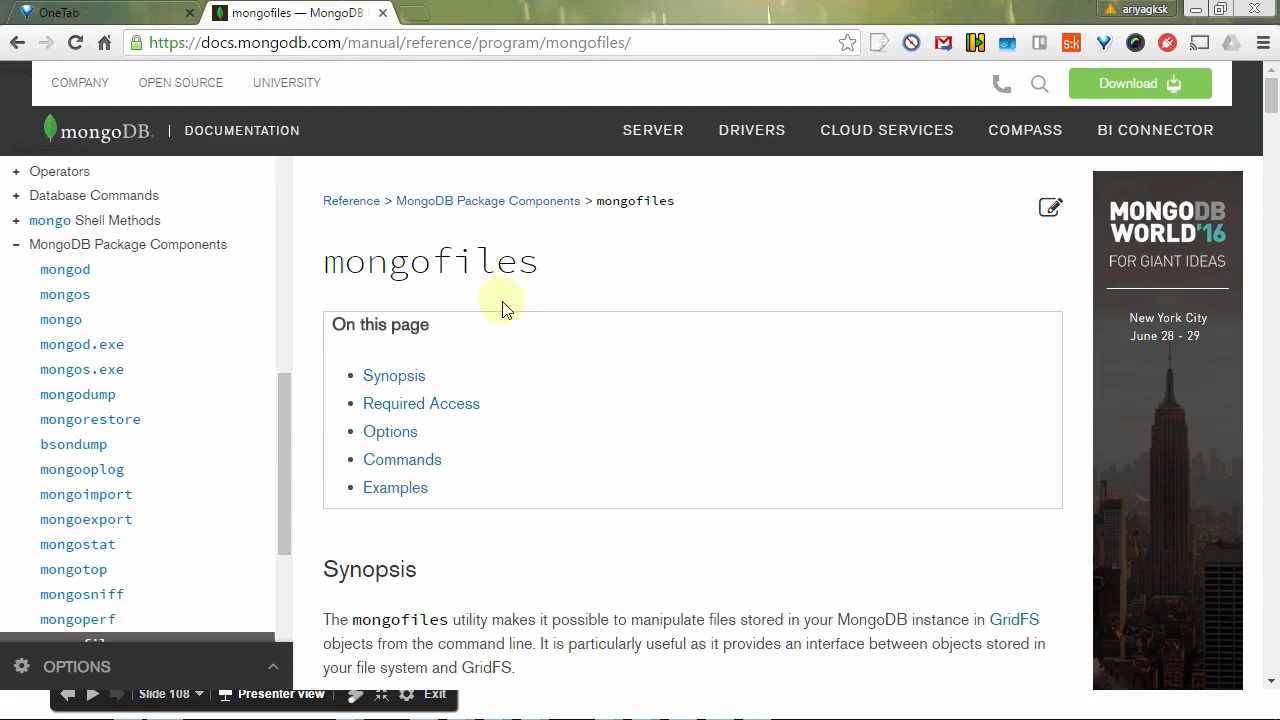 OneTab
mongofiles — MongoDB
ariyagksk
https://docs.mongodb.com/manual/reference/program/mongofiles/
COMPANY OPEN SOURCE UNIVERSITY
Download
mongoDB. | DOCUMENTATION
SERVER DRIVERS CLOUD SERVICES COMPASS BI CONNECTOR
+ Operators
+ Database Commands
+ mongo Shell Methods
− MongoDB Package Components
mongod
mongos
mongo
mongod.exe
mongos.exe
mongodump
mongorestore
bsondump
mongooplog
mongoimport
mongoexport
mongostat
mongotop
mongosniff
mongoperf
OPTIONS
Reference > MongoDB Package Components > mongofiles
mongofiles
On this page
• Synopsis
• Required Access
• Options
• Commands
• Examples
Synopsis
The mongofiles utility makes it possible to manipulate files stored in your MongoDB instance in GridFS
objects from the command line. It is particularly useful as it provides an interface between objects stored in
your file system and GridFS.
MONGODB
WORLD'16
FOR GIANT IDEAS
New York City
June 28 - 29
Slide 108 Presenter View Exit